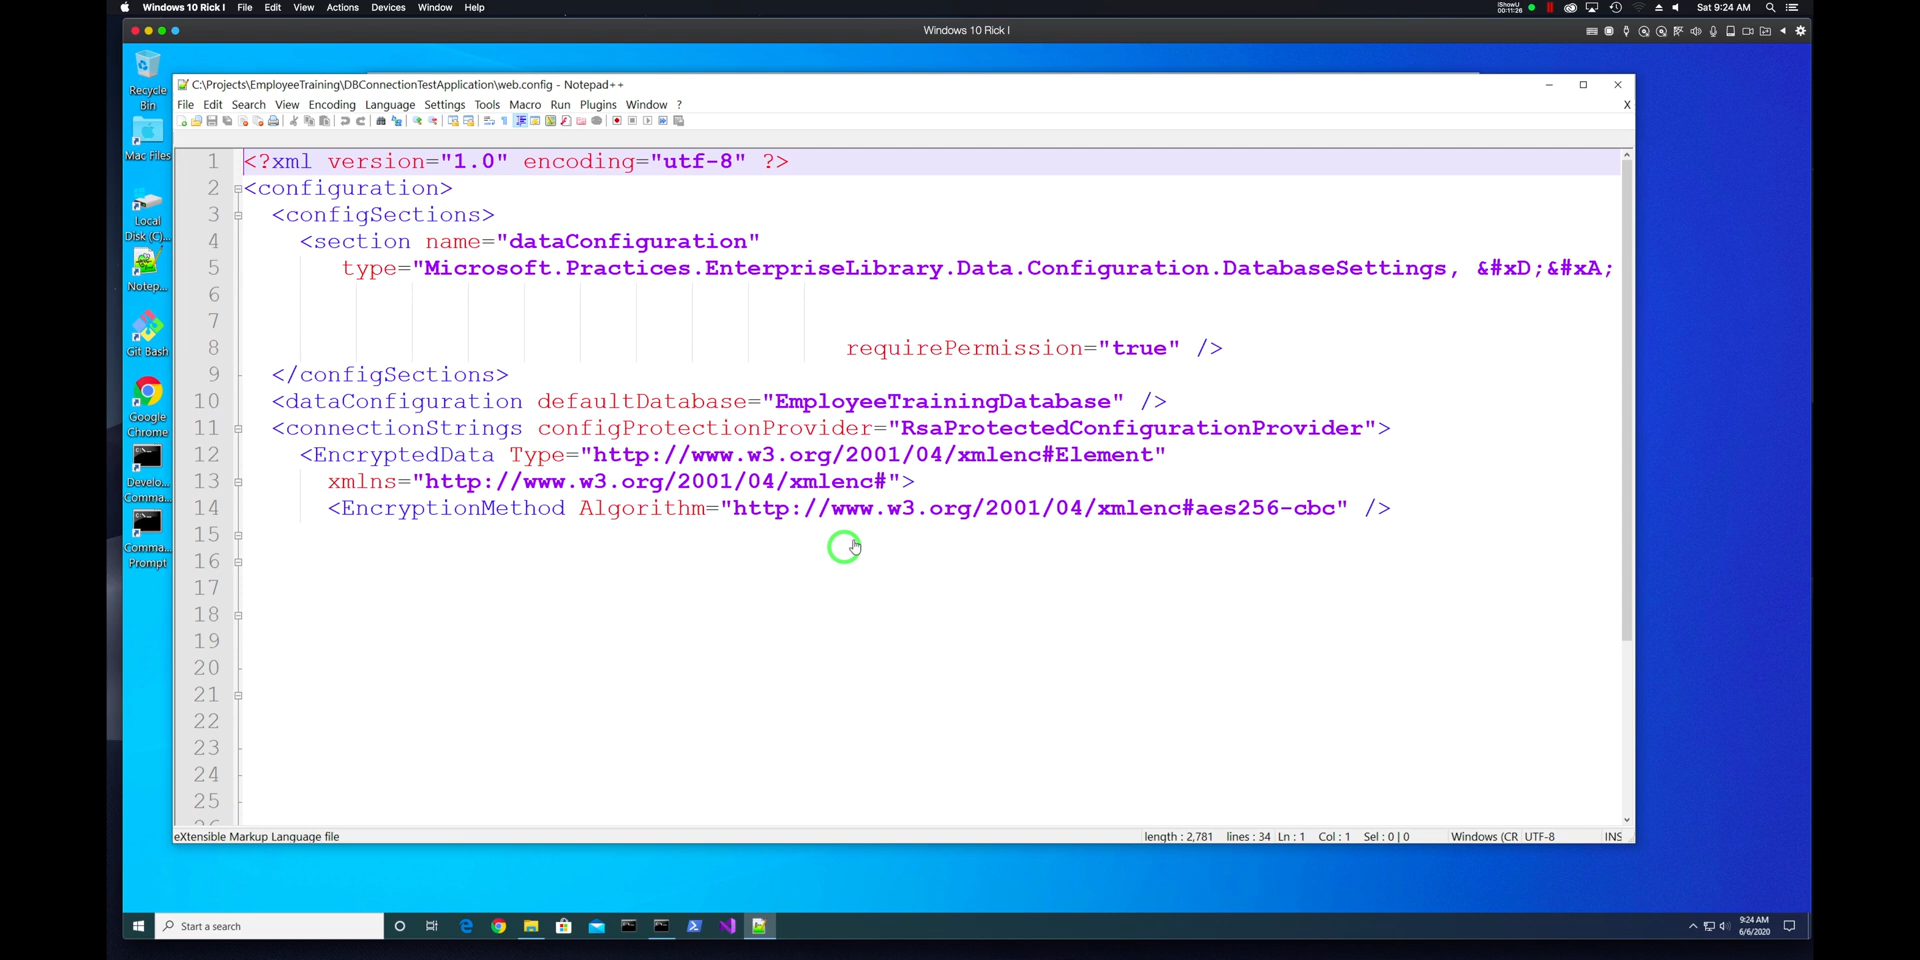 Windows 10 Rick I File Edit View Actions Devices Window Help
iShowU
00:11:26
Sat 9:24 AM
Windows 10 Rick I
Recycle
Bin
Mac Files
Local
Disk (C)...
Notep...
Git Bash
Google
Chrome
Develo...
Comma...
Comma...
Prompt
C:\Projects\EmployeeTraining\DBConnectionTestApplication\web.config - Notepad++
File Edit Search View Encoding Language Settings Tools Macro Run Plugins Window ?
X
1 <?xml version="1.0" encoding="utf-8" ?>
2 <configuration>
3 <configSections>
4 <section name="dataConfiguration"
5 type="Microsoft.Practices.EnterpriseLibrary.Data.Configuration.DatabaseSettings, &#xD;&#xA;
6
7
8 requirePermission="true" />
9 </configSections>
10 <dataConfiguration defaultDatabase="EmployeeTrainingDatabase" />
11 <connectionStrings configProtectionProvider="RsaProtectedConfigurationProvider">
12 <EncryptedData Type="http://www.w3.org/2001/04/xmlenc#Element"
13 xmlns="http://www.w3.org/2001/04/xmlenc#">
14 <EncryptionMethod Algorithm="http://www.w3.org/2001/04/xmlenc#aes256-cbc" />
15
16
17
18
19
20
21
22
23
24
25
eXtensible Markup Language file length : 2,781 lines : 34 Ln : 1 Col : 1 Sel : 0 | 0 Windows (CR UTF-8 INS
Start a search
9:24 AM
6/6/2020